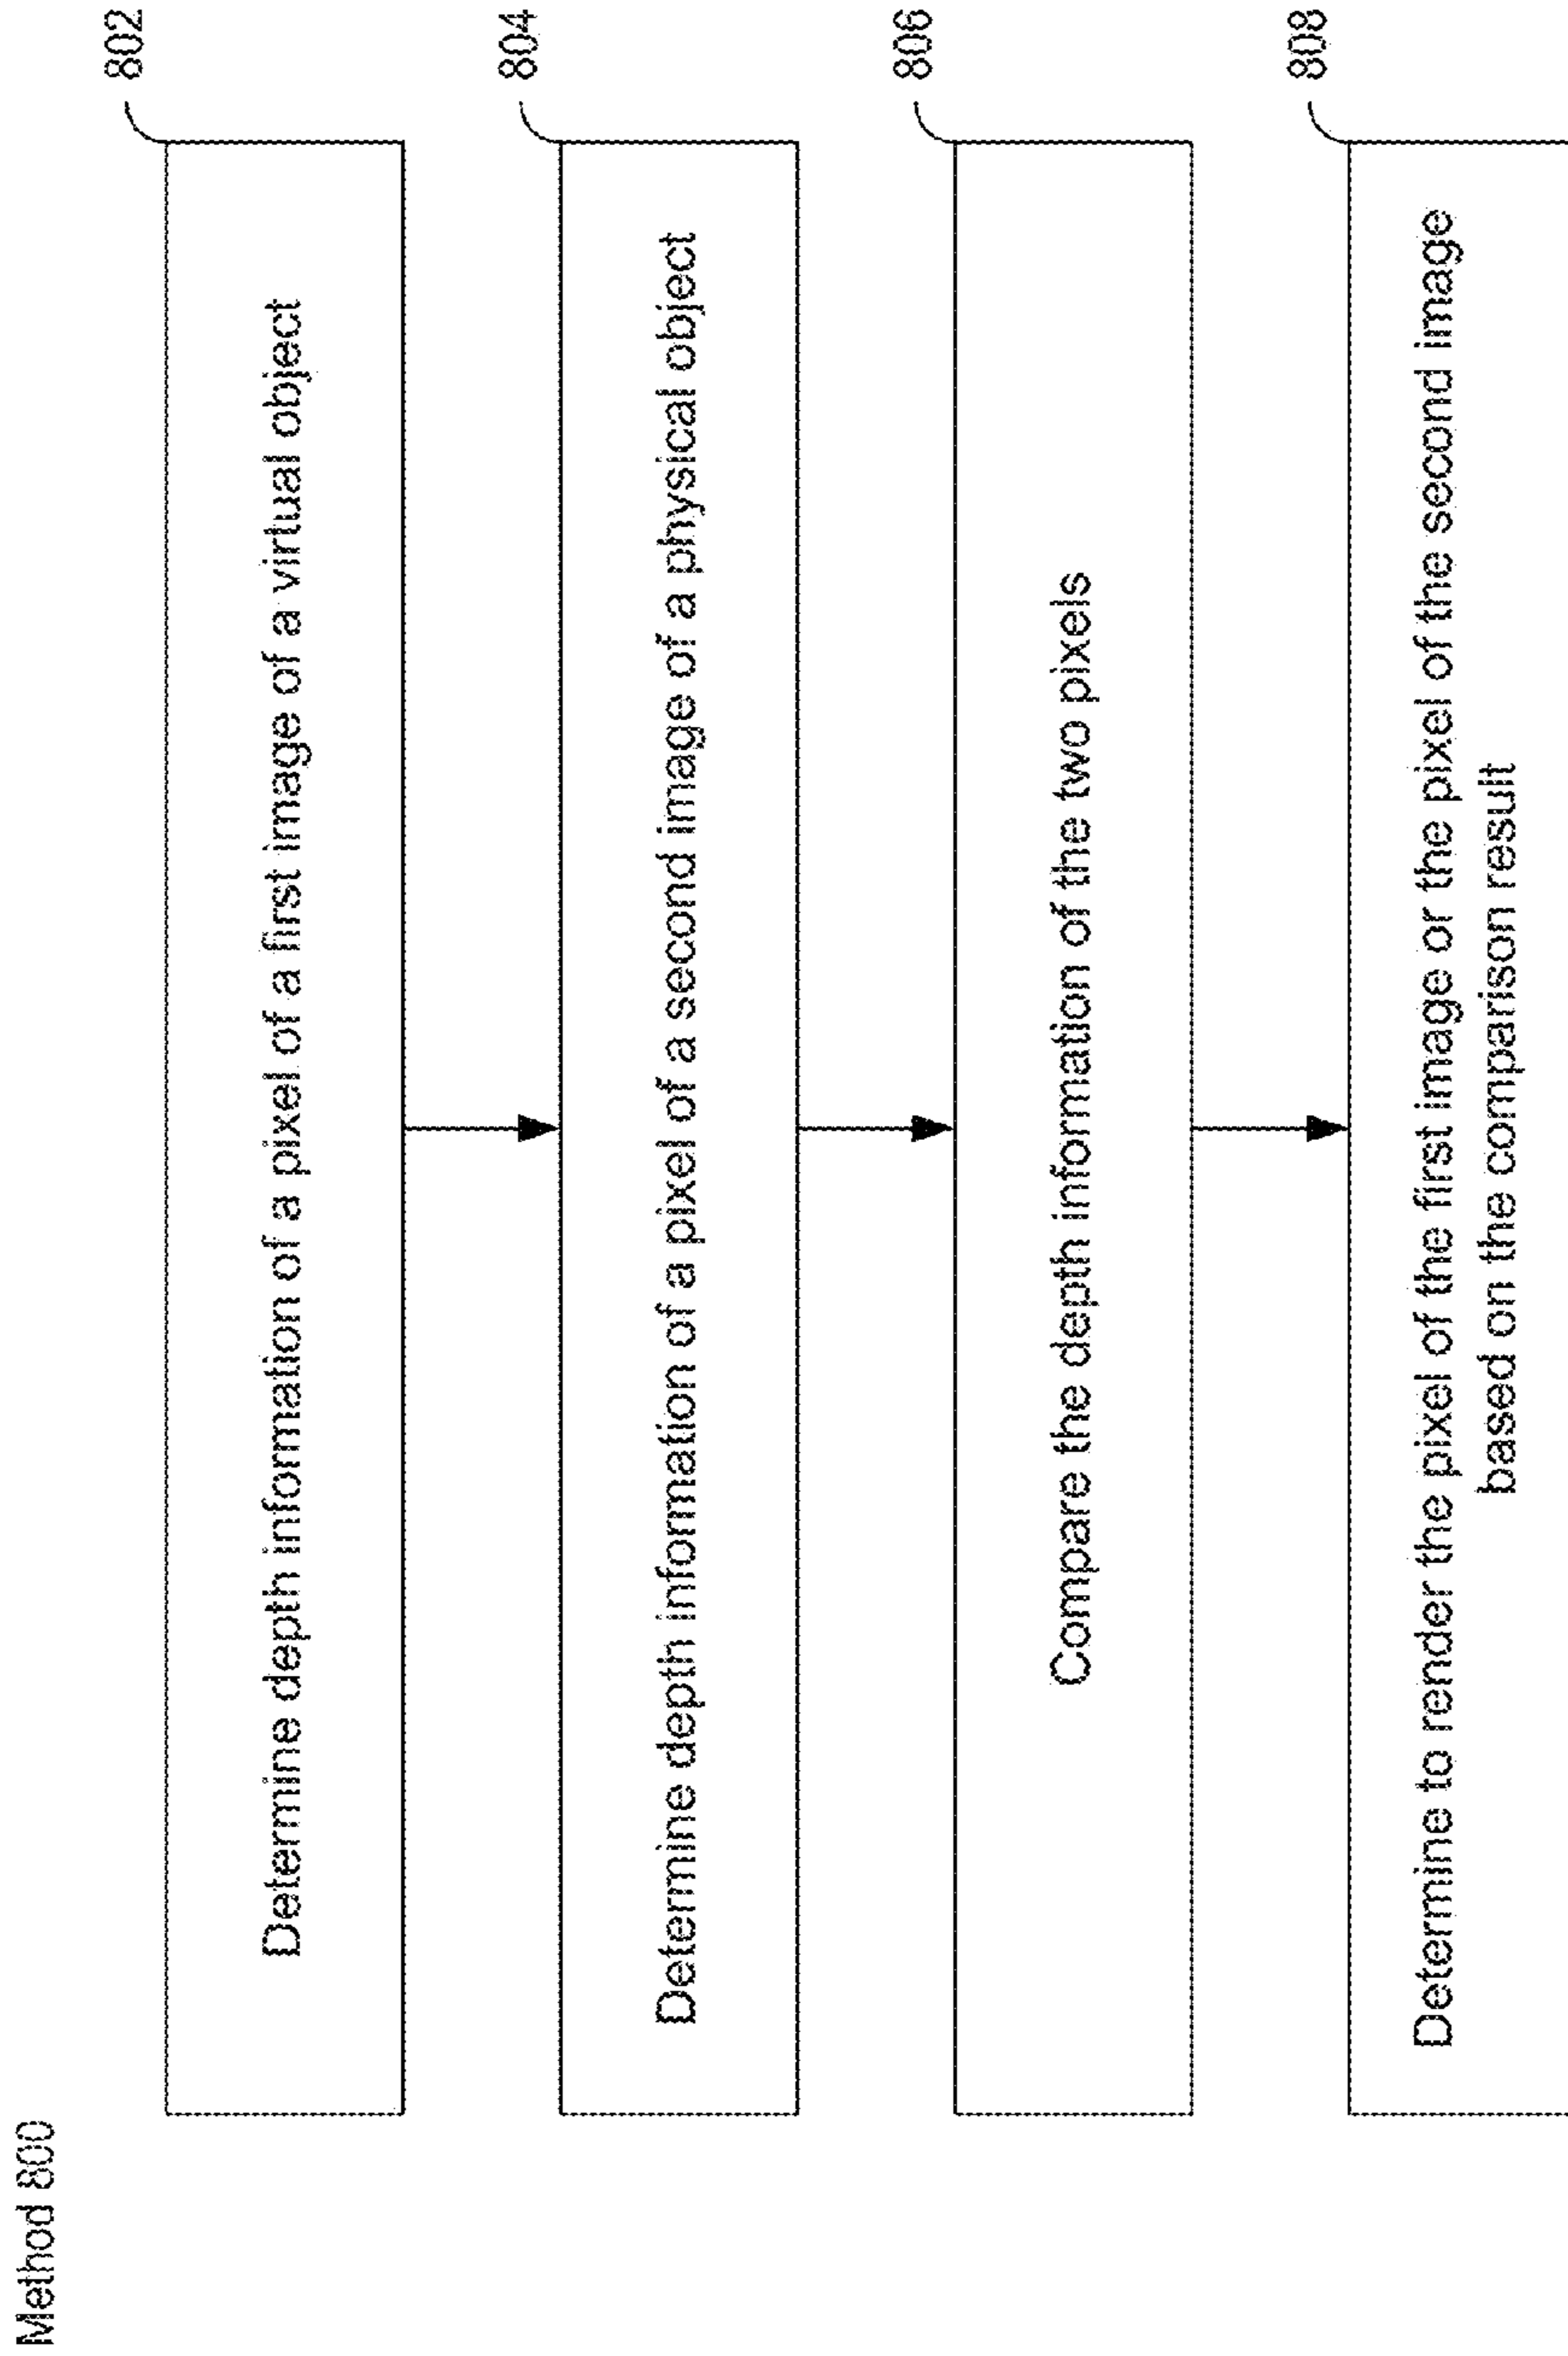 Method 800
802
Determine depth information of a pixel of a first image of a virtual object
804
Determine depth information of a pixel of a second image of a physical object
806
Compare the depth information of the two pixels
808
Determine to render the pixel of the first image or the pixel of the second image
based on the comparison result